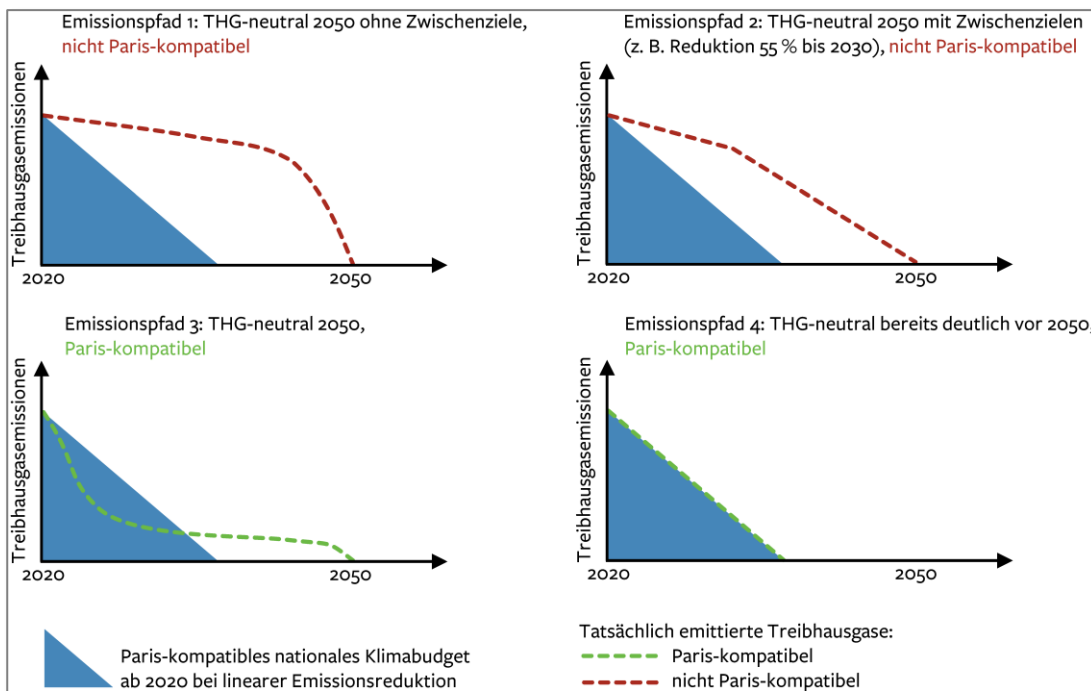 Emissionspfad 1: THG-neutral 2050 ohne Zwischenziele,
nicht Paris-kompatibel
Treibhausgasemissionen
2020
2050
Emissionspfad 2: THG-neutral 2050 mit Zwischenzielen
(z. B. Reduktion 55 % bis 2030), nicht Paris-kompatibel
Treibhausgasemissionen
2020
2050
Emissionspfad 3: THG-neutral 2050,
Paris-kompatibel
Treibhausgasemissionen
2020
2050
Emissionspfad 4: THG-neutral bereits deutlich vor 2050,
Paris-kompatibel
Treibhausgasemissionen
2020
2050
Paris-kompatibles nationales Klimabudget
ab 2020 bei linearer Emissionsreduktion
Tatsächlich emittierte Treibhausgase:
Paris-kompatibel
nicht Paris-kompatibel